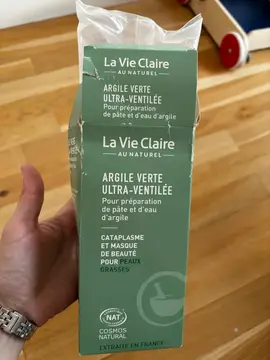 La Vie Claire
AU NATUREL
ARGILE VERTE
ULTRA-VENTILÉE
Pour préparation
de pâte et d'eau d'argile
La Vie Claire
AU NATUREL
ARGILE VERTE
ULTRA-VENTILÉE
Pour préparation
de pâte et d'eau
d'argile
CATAPLASME
ET MASQUE
DE BEAUTÉ
POUR PEAUX
GRASSES
NAT
COSMOS
NATURAL
EXTRAITE EN FRANCE